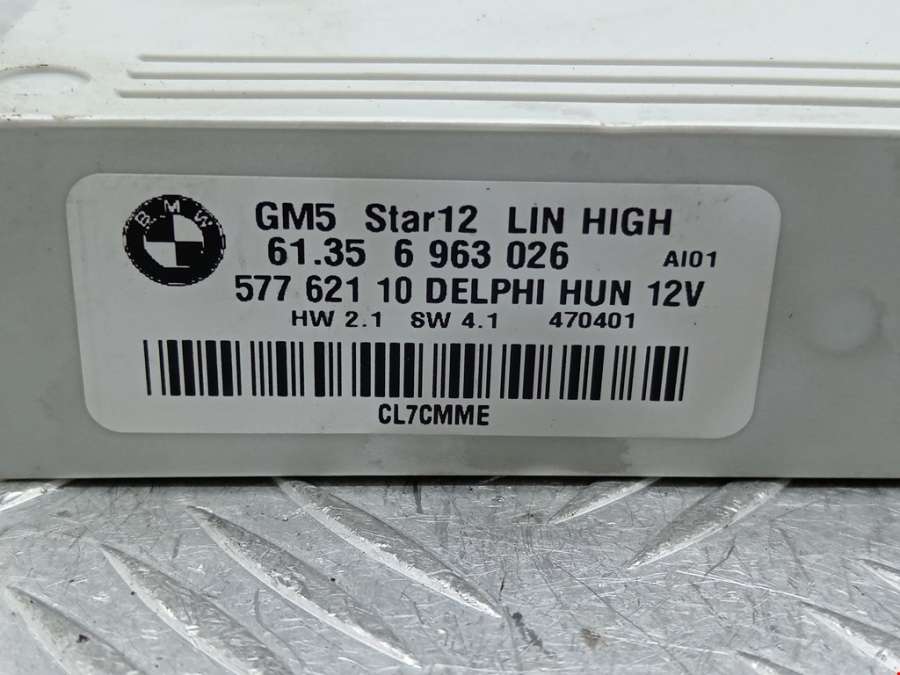 BMW
GM5 Star12 LIN HIGH
61.35 6 963 026 AI01
577 621 10 DELPHI HUN 12V
HW 2.1 SW 4.1 470401
CL7CMME